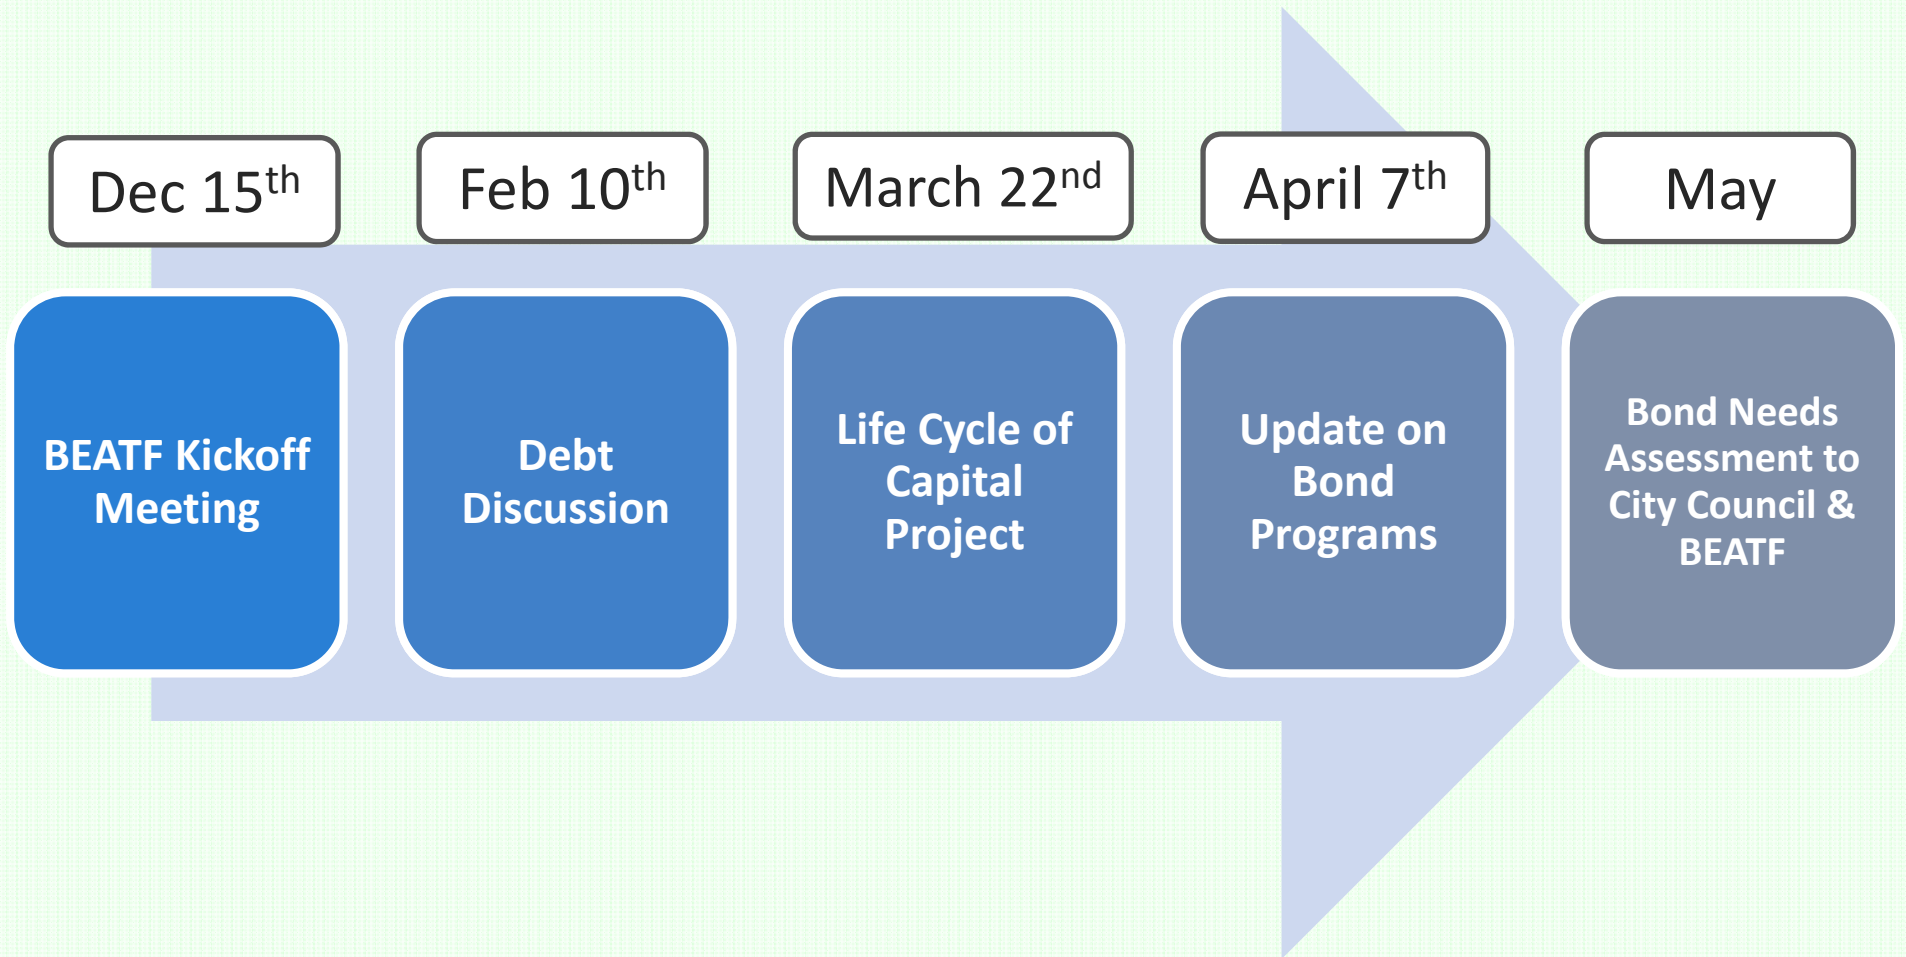 Dec 15th
Feb 10th
March 22nd
April 7th
May
BEATF Kickoff
Meeting
Debt
Discussion
Life Cycle of
Capital
Project
Update on
Bond
Programs
Bond Needs
Assessment to
City Council &
BEATF